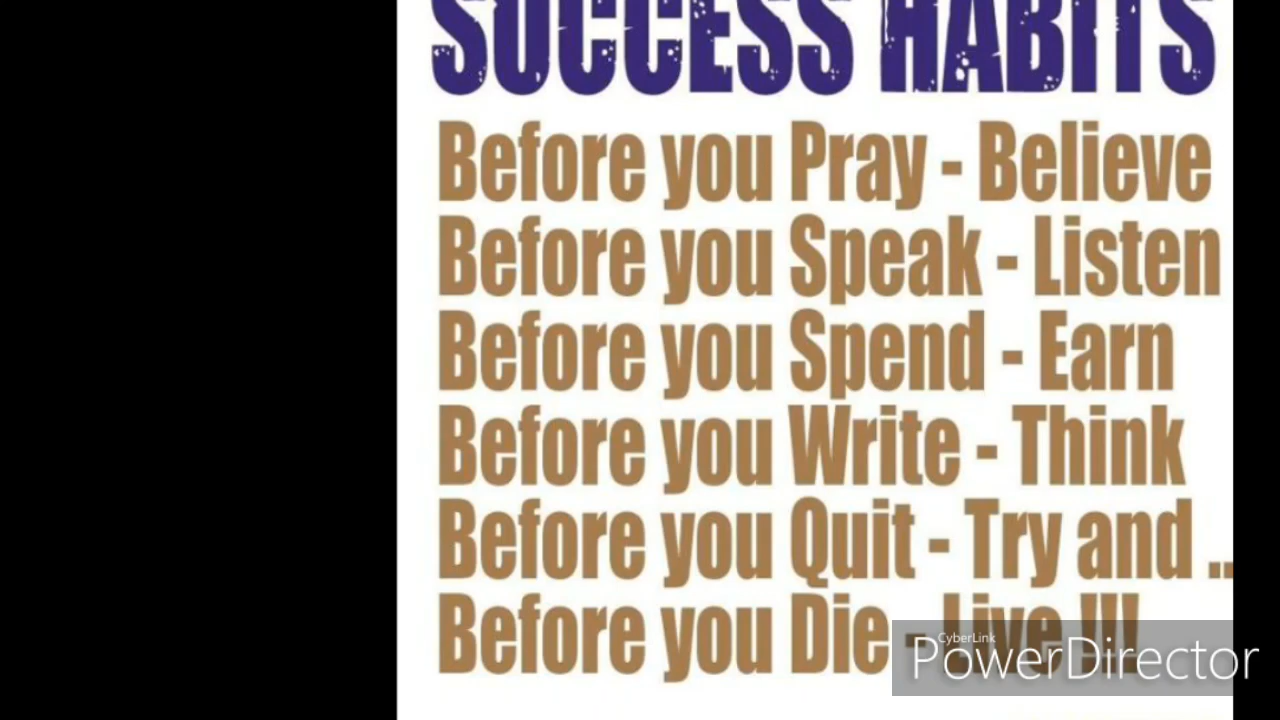 SUCCESS HABITS
Before you Pray - Believe
Before you Speak - Listen
Before you Spend - Earn
Before you Write - Think
Before you Quit - Try and ..
Before you Die - Live !!!
CyberLink
PowerDirector